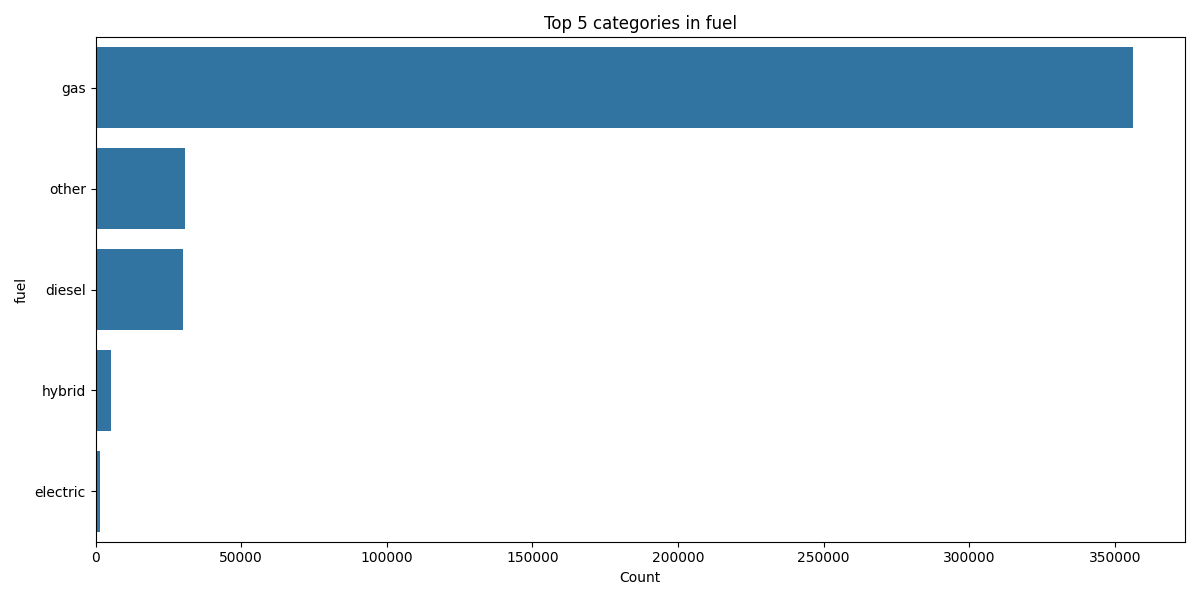 Top 5 categories in fuel
gas
other
diesel
hybrid
electric
fuel
0 50000 100000 150000 200000 250000 300000 350000
Count